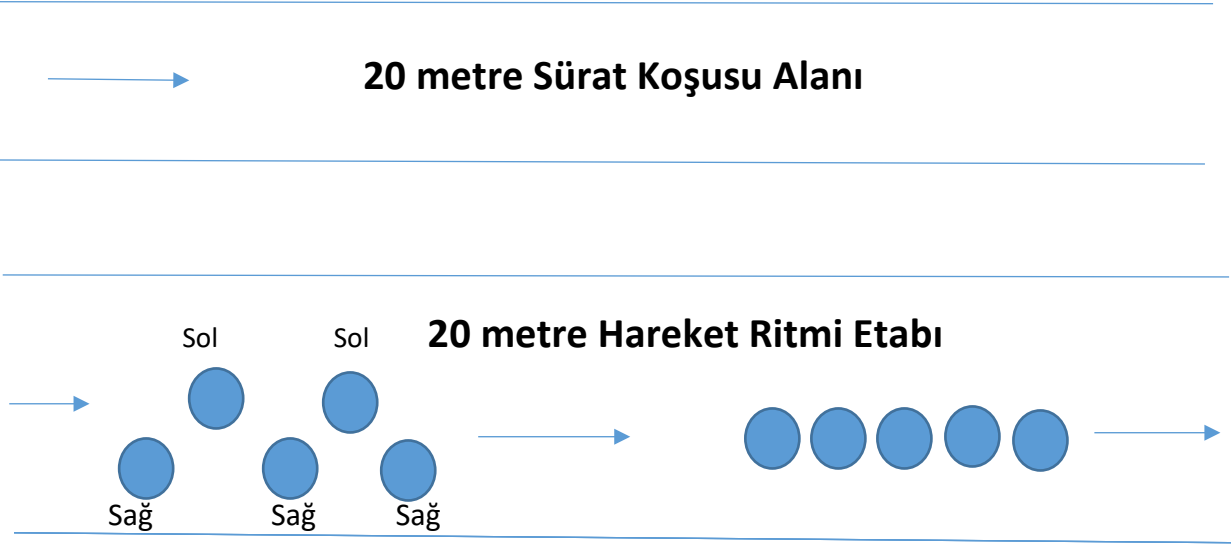 20 metre Sürat Koşusu Alanı
20 metre Hareket Ritmi Etabı
Sol Sol
Sağ Sağ Sağ